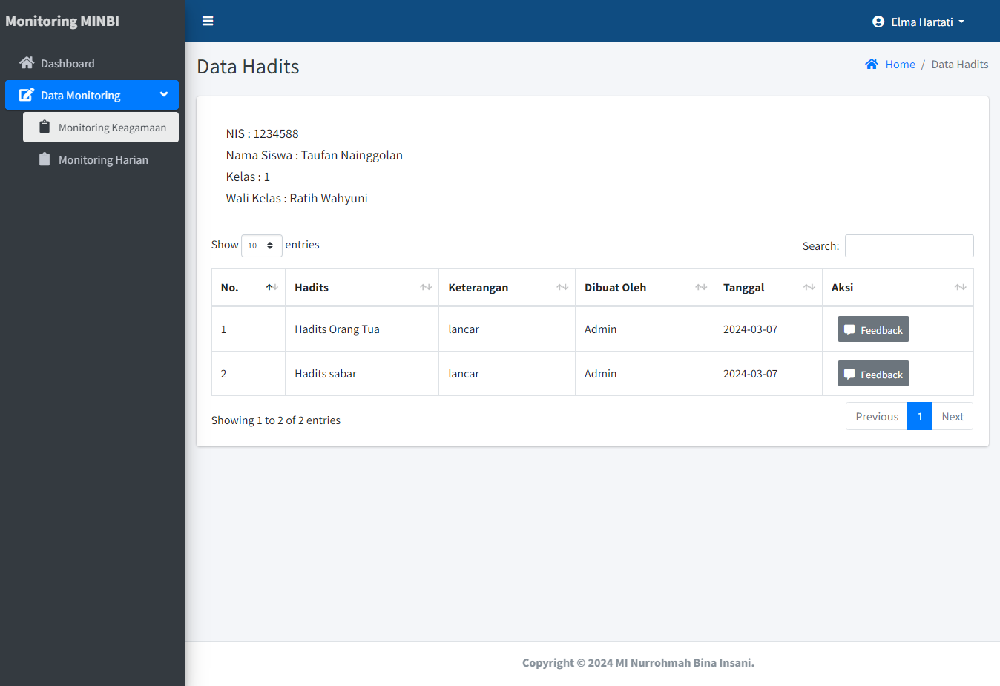 Monitoring MINBI
Elma Hartati
Dashboard
Data Monitoring
Monitoring Keagamaan
Monitoring Harian
Data Hadits
Home / Data Hadits
NIS : 1234588
Nama Siswa : Taufan Nainggolan
Kelas : 1
Wali Kelas : Ratih Wahyuni
Show 10 entries
Search:
No. Hadits Keterangan Dibuat Oleh Tanggal Aksi
1 Hadits Orang Tua lancar Admin 2024-03-07 Feedback
2 Hadits sabar lancar Admin 2024-03-07 Feedback
Showing 1 to 2 of 2 entries
Previous 1 Next
Copyright © 2024 MI Nurrohmah Bina Insani.